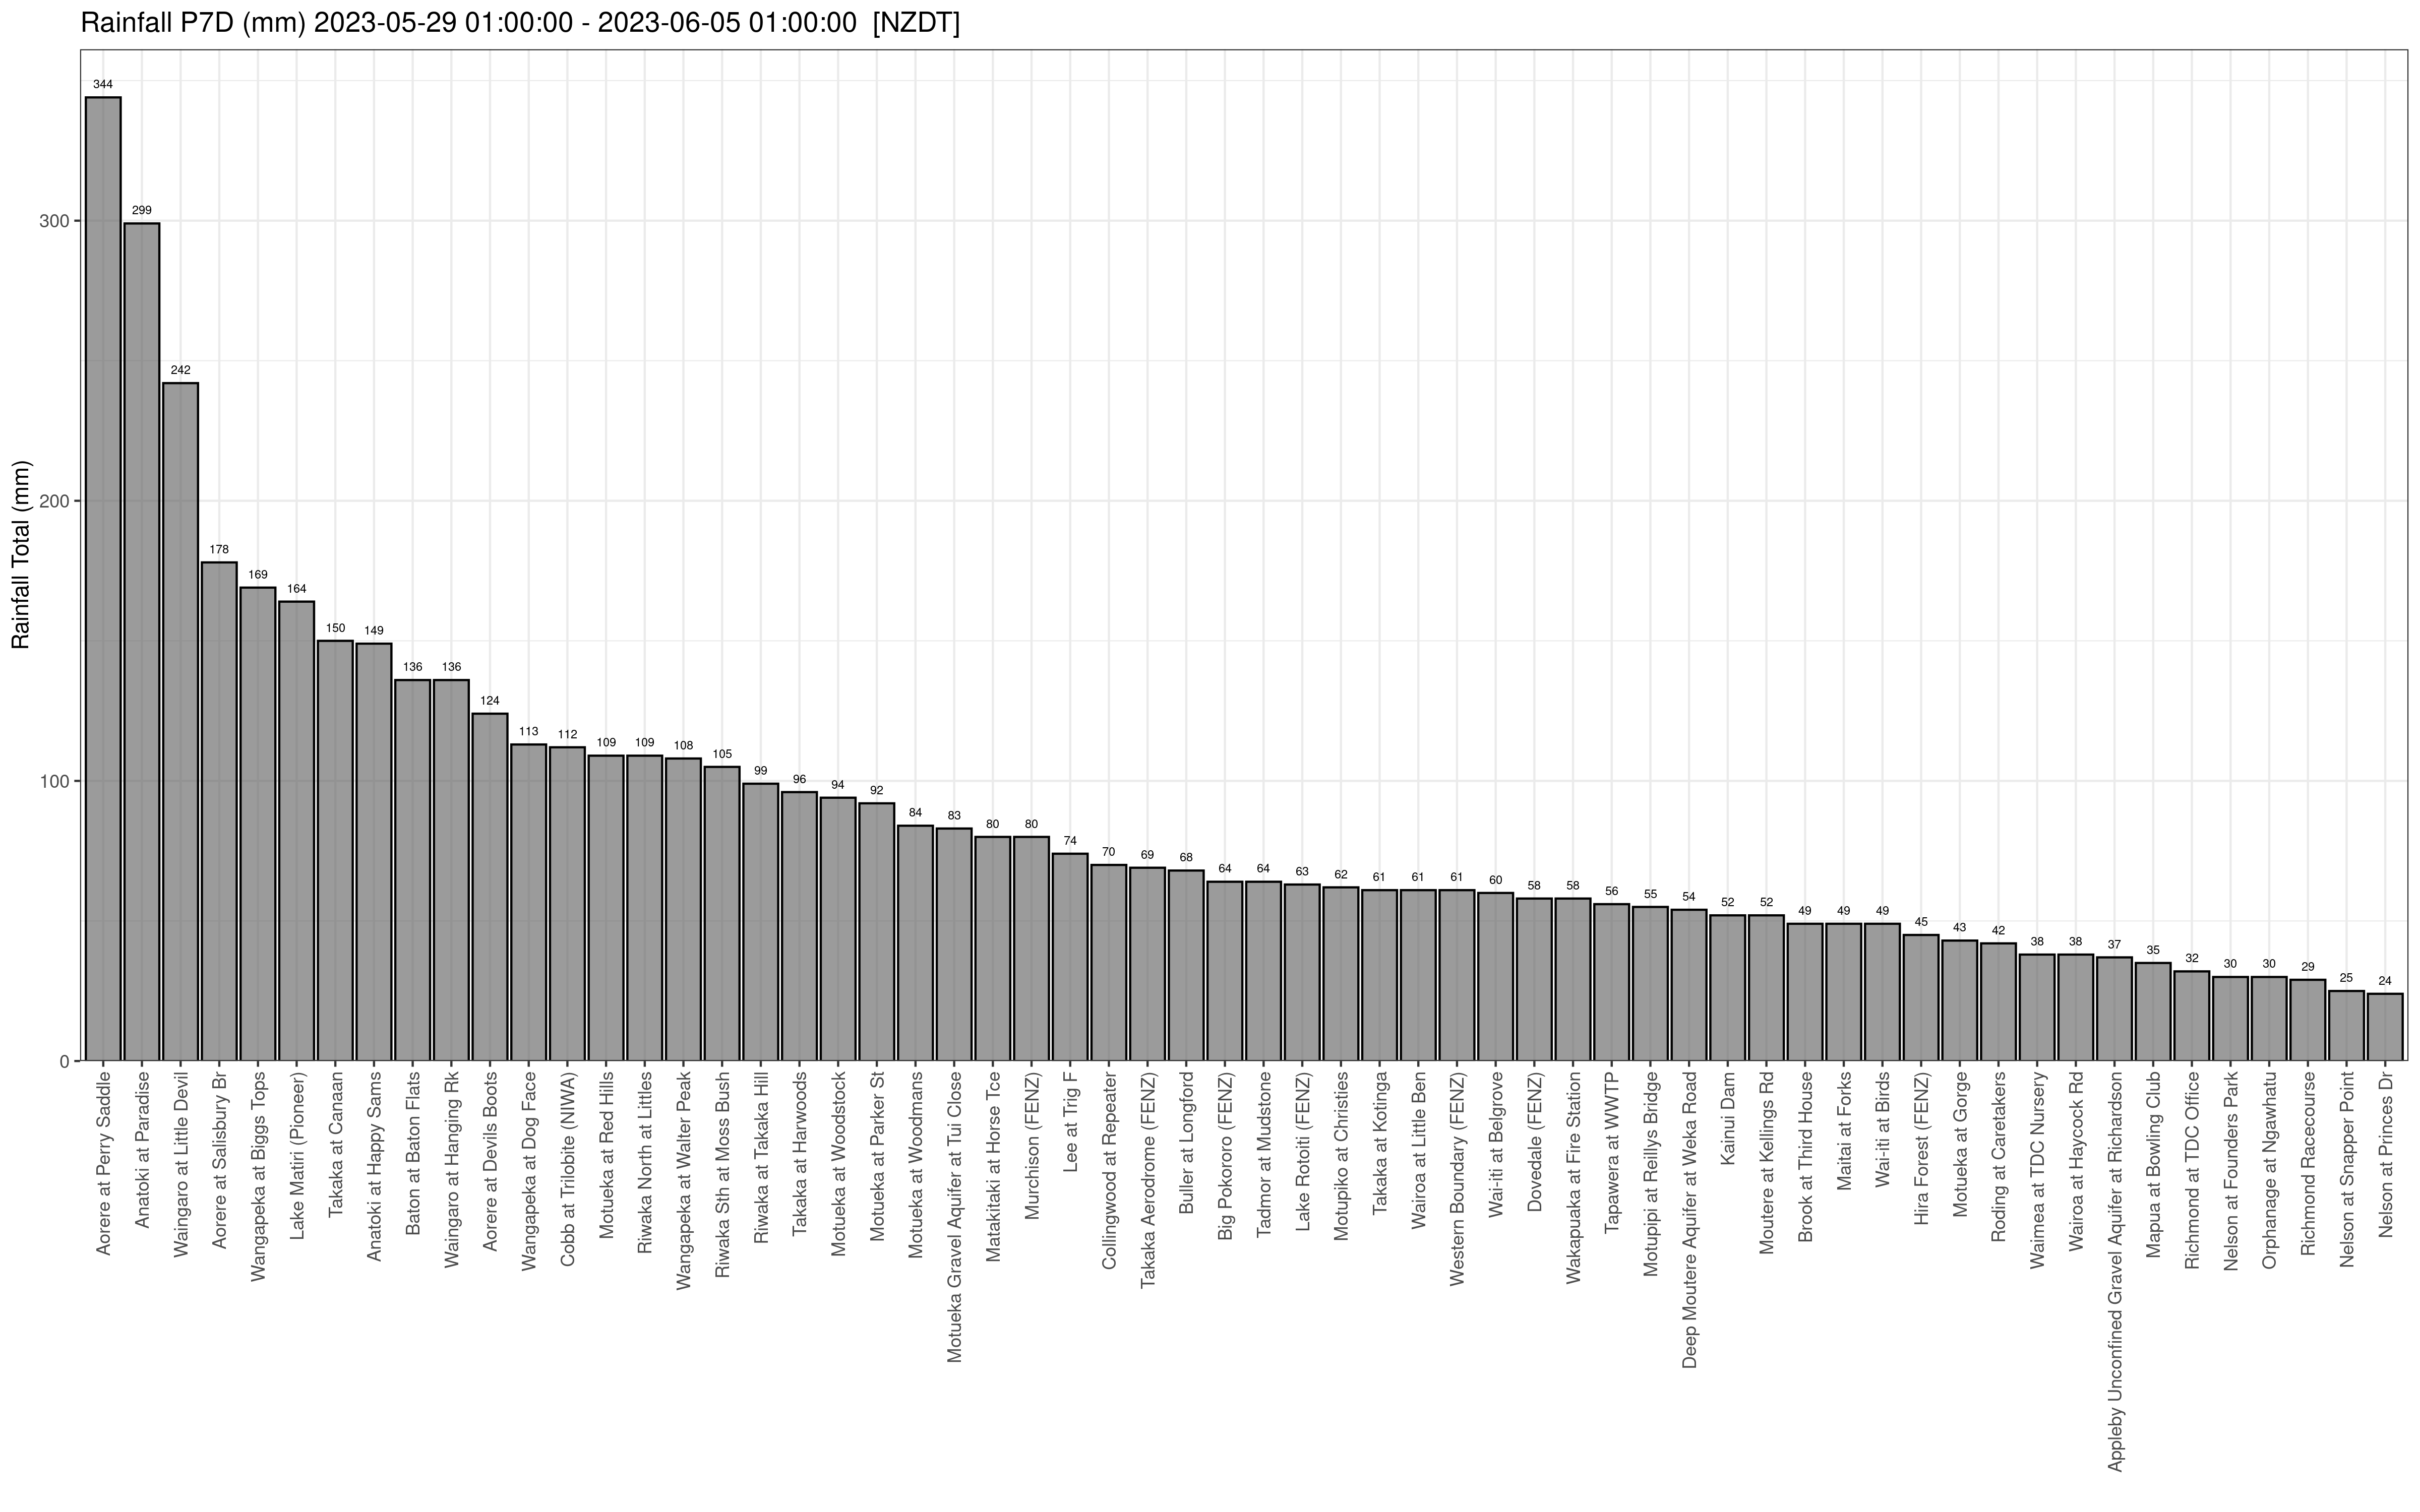 Rainfall P7D (mm) 2023-05-29 01:00:00 - 2023-06-05 01:00:00 [NZDT]
Rainfall Total (mm)
300
200
100
0
344
299
242
178
169
164
150
149
136
136
124
113
112
109
109
108
105
99
96
94
92
84
83
80
80
74
70
69
68
64
64
63
62
61
61
61
60
58
58
56
55
54
52
52
49
49
49
45
43
42
38
38
37
35
32
30
30
29
25
24
Aorere at Perry Saddle
Anatoki at Paradise
Waingaro at Little Devil
Aorere at Salisbury Br
Wangapeka at Biggs Tops
Lake Matiri (Pioneer)
Takaka at Canaan
Anatoki at Happy Sams
Baton at Baton Flats
Waingaro at Hanging Rk
Aorere at Devils Boots
Wangapeka at Dog Face
Cobb at Trilobite (NIWA)
Motueka at Red Hills
Riwaka North at Littles
Wangapeka at Walter Peak
Riwaka Sth at Moss Bush
Riwaka at Takaka Hill
Takaka at Harwoods
Motueka at Woodstock
Motueka at Parker St
Motueka at Woodmans
Motueka Gravel Aquifer at Tui Close
Matakitaki at Horse Tce
Murchison (FENZ)
Lee at Trig F
Collingwood at Repeater
Takaka Aerodrome (FENZ)
Buller at Longford
Big Pokororo (FENZ)
Tadmor at Mudstone
Lake Rotoiti (FENZ)
Motupiko at Christies
Takaka at Kotinga
Wairoa at Little Ben
Western Boundary (FENZ)
Wai-iti at Belgrove
Dovedale (FENZ)
Wakapuaka at Fire Station
Tapawera at WWTP
Motupipi at Reillys Bridge
Deep Moutere Aquifer at Weka Road
Kainui Dam
Moutere at Kellings Rd
Brook at Third House
Maitai at Forks
Wai-iti at Birds
Hira Forest (FENZ)
Motueka at Gorge
Roding at Caretakers
Waimea at TDC Nursery
Wairoa at Haycock Rd
Appleby Unconfined Gravel Aquifer at Richardson
Mapua at Bowling Club
Richmond at TDC Office
Nelson at Founders Park
Orphanage at Ngawhatu
Richmond Racecourse
Nelson at Snapper Point
Nelson at Princes Dr